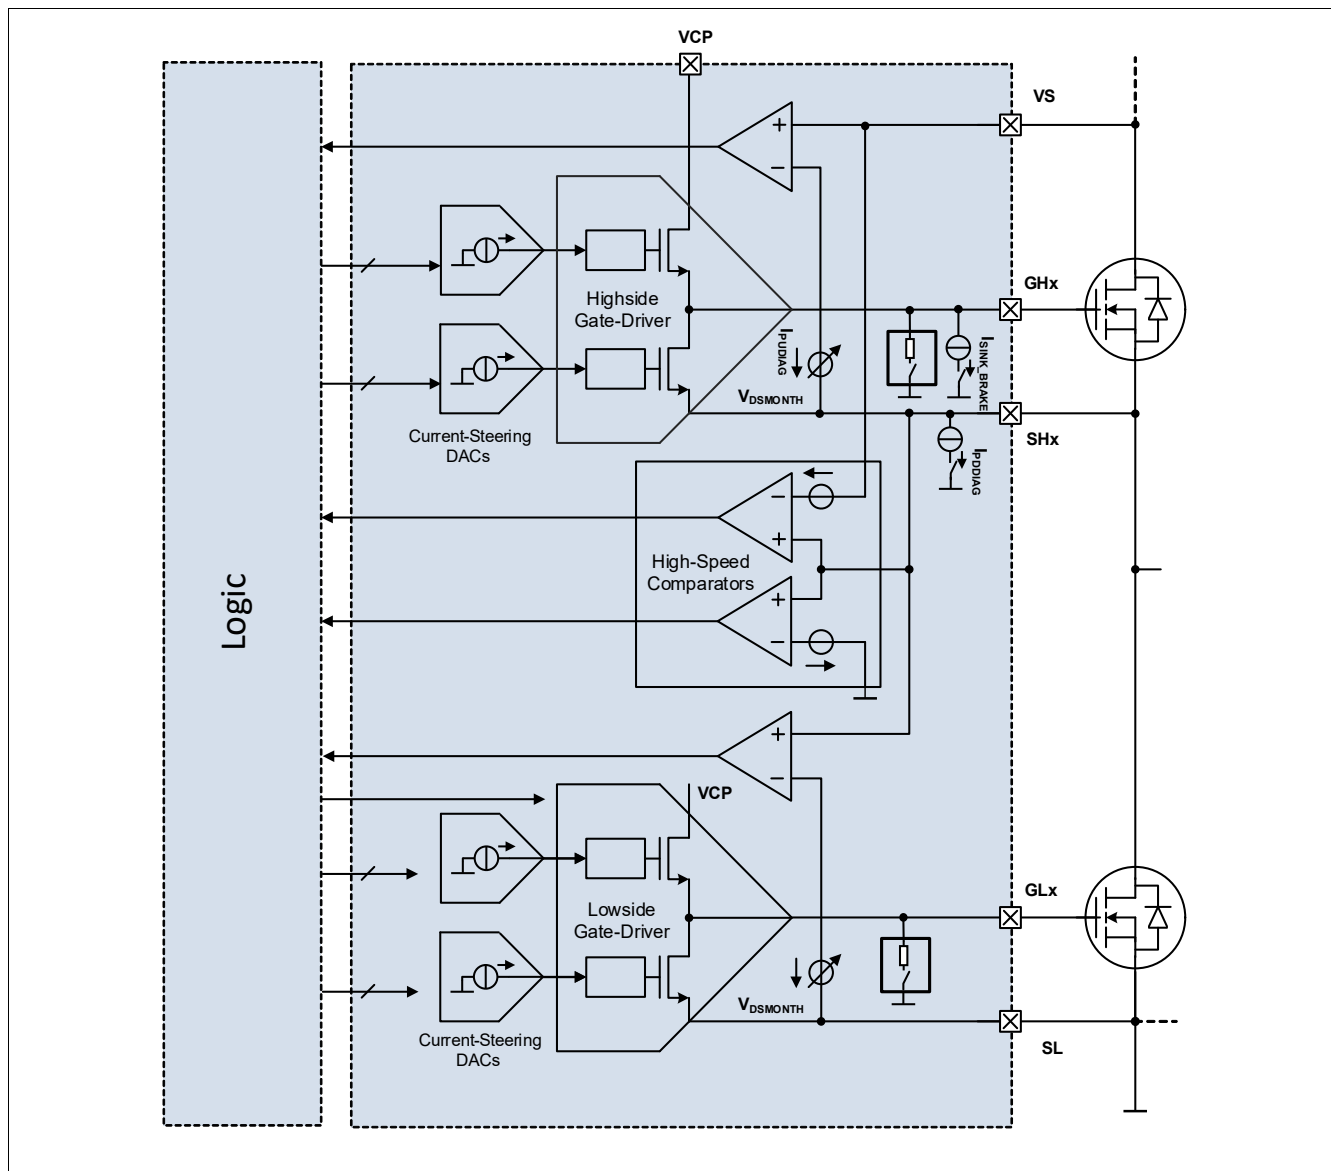 VCP
VS
+
−
GHx
Highside
Gate-Driver
IPUDIAG
ISINK_BRAKE
VDSMONTH
SHx
Current-Steering
DACs
IPDDIAG
−
+
High-Speed
Comparators
+
−
Logic
+
−
VCP
GLx
Lowside
Gate-Driver
VDSMONTH
SL
Current-Steering
DACs